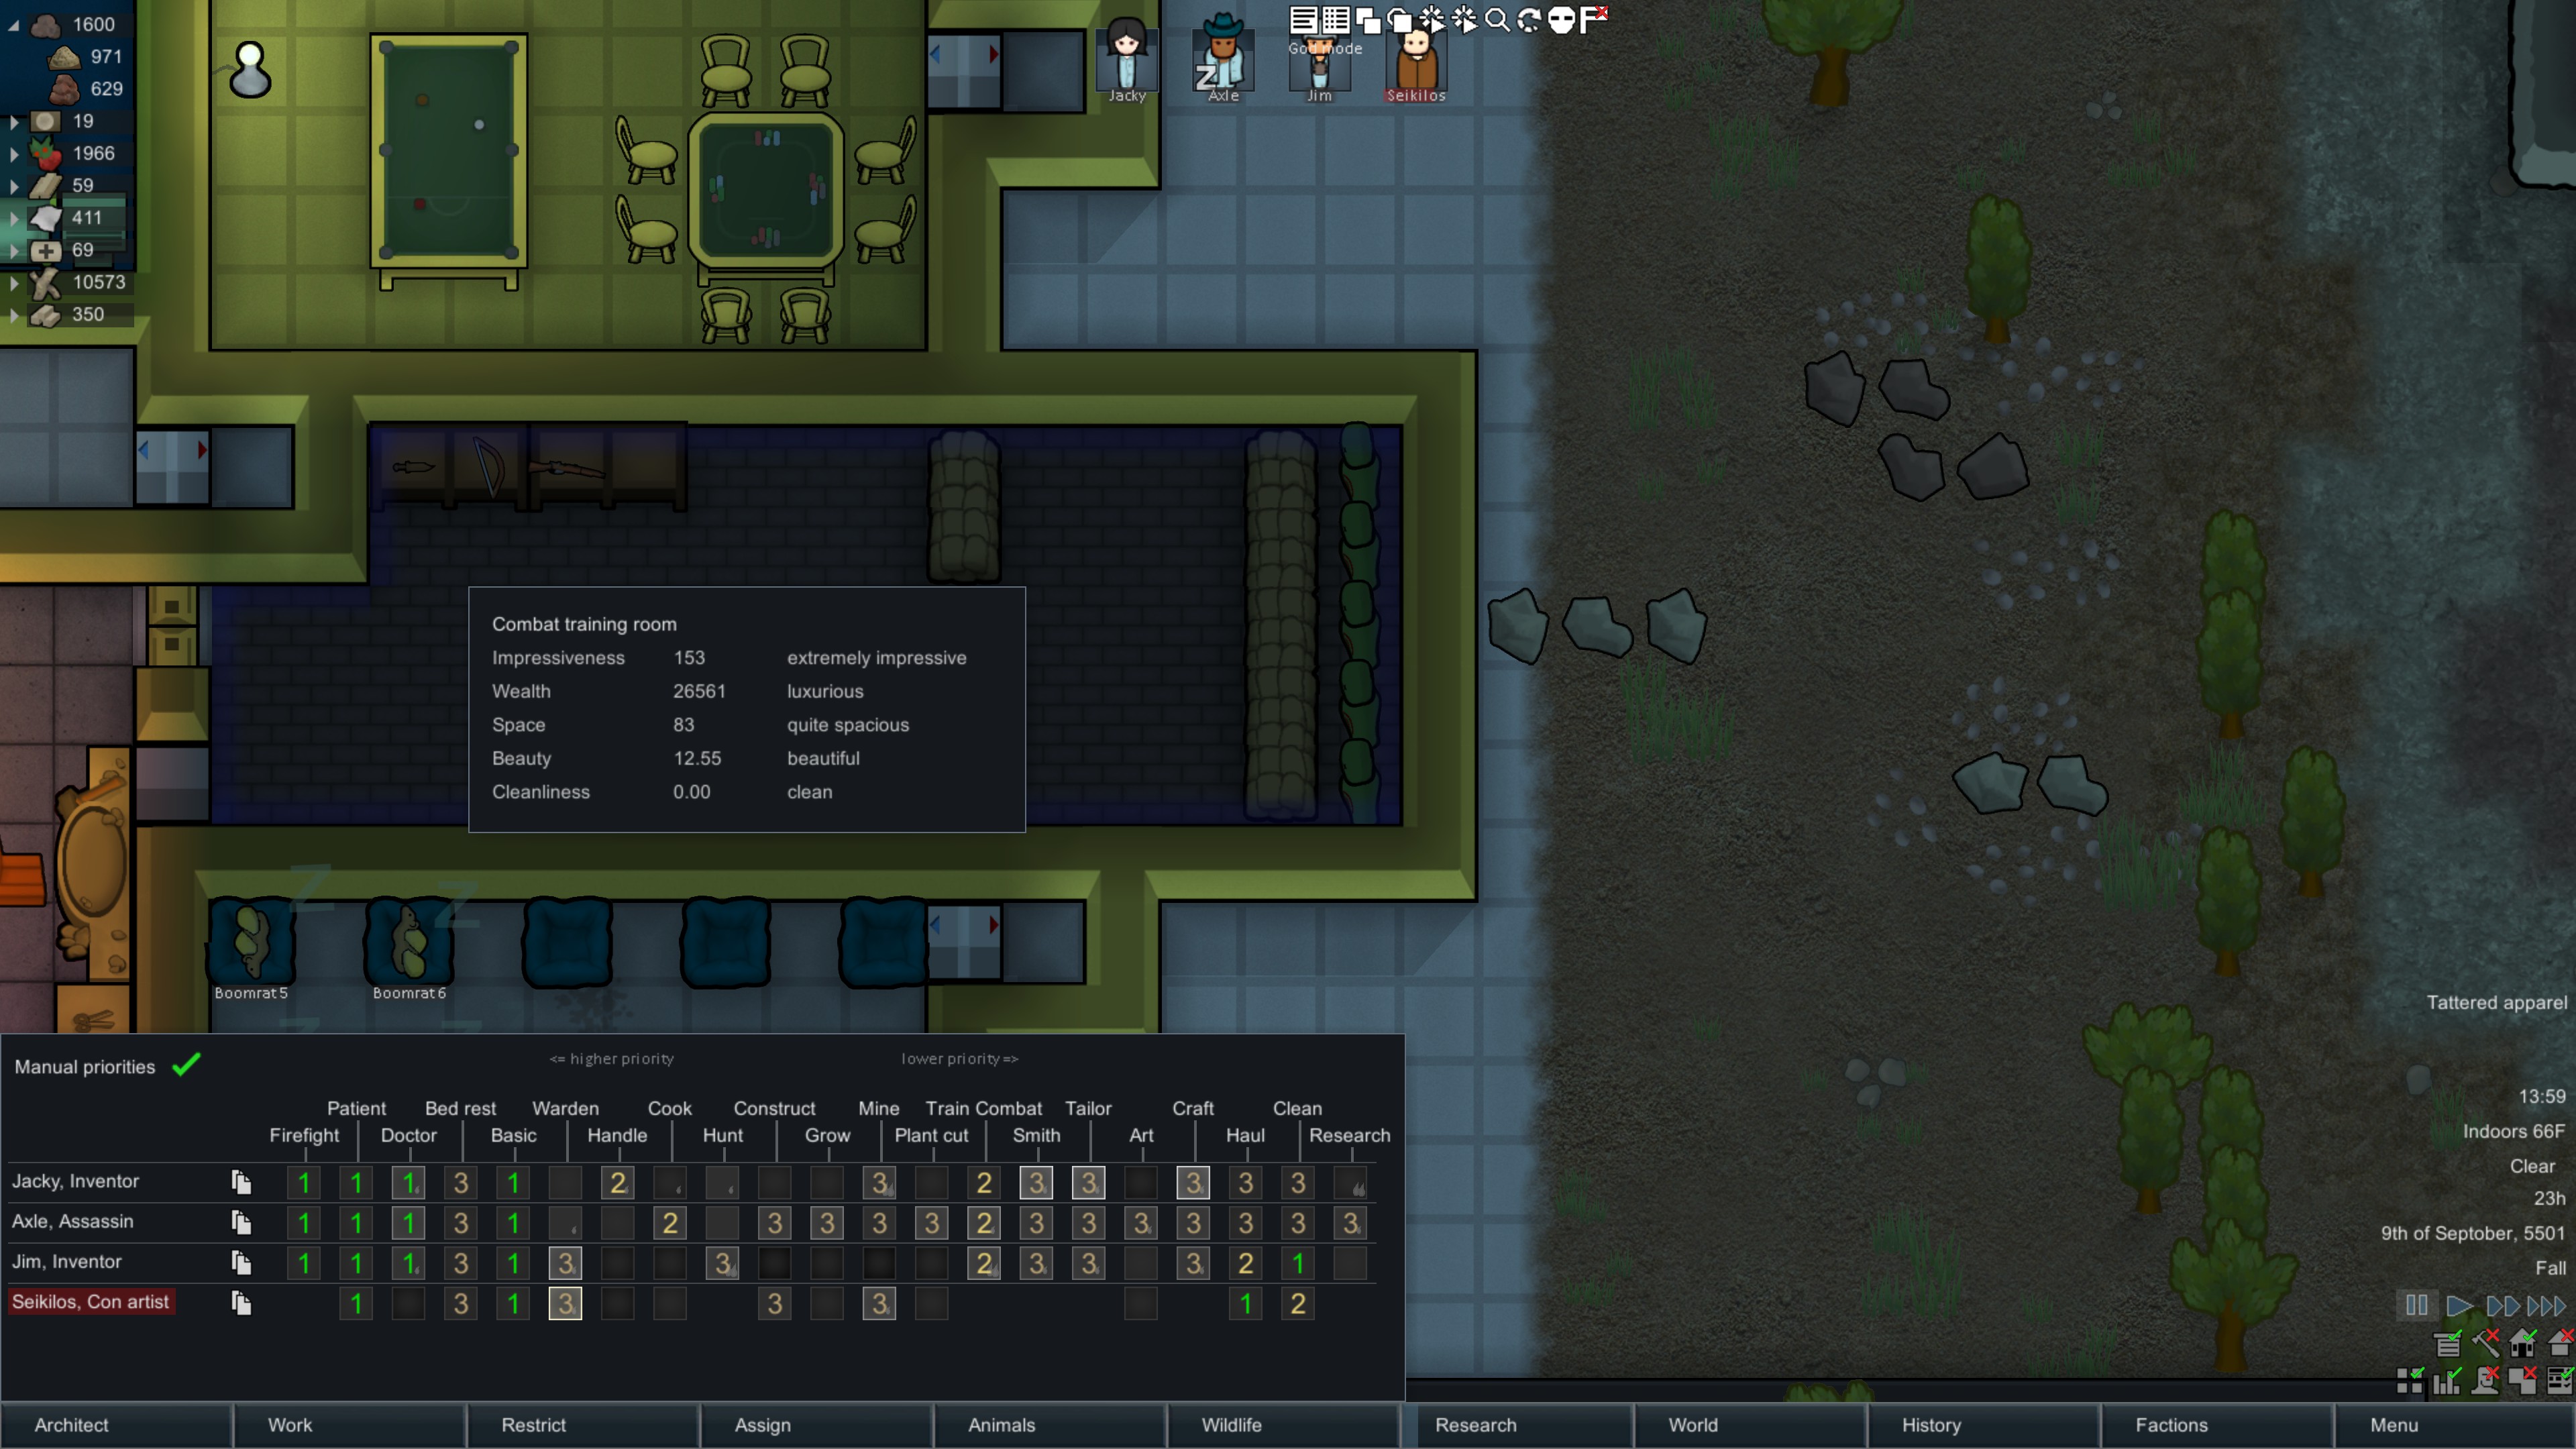 1600
971
629
19
1966
59
411
69
10573
350
God mode
Jacky
Axle
Jim
Seikilos
Combat training room
Impressiveness 153 extremely impressive
Wealth 26561 luxurious
Space 83 quite spacious
Beauty 12.55 beautiful
Cleanliness 0.00 clean
Z Z
Boomrat 5
Boomrat 6
Tattered apparel
13:59
Indoors 66F
Clear
23h
9th of Septober, 5501
Fall
Manual priorities
<= higher priority
lower priority =>
Patient Bed rest Warden Cook Construct Mine Train Combat Tailor Craft Clean
Firefight Doctor Basic Handle Hunt Grow Plant cut Smith Art Haul Research
Jacky, Inventor 1 1 1 3 1 2 3 2 3 3 3 3 3
Axle, Assassin 1 1 1 3 1 2 3 3 3 3 2 3 3 3 3 3 3 3
Jim, Inventor 1 1 1 3 1 3 3 2 3 3 3 2 1
Seikilos, Con artist 1 3 1 3 3 3 1 2
Architect Work Restrict Assign Animals Wildlife Research World History Factions Menu